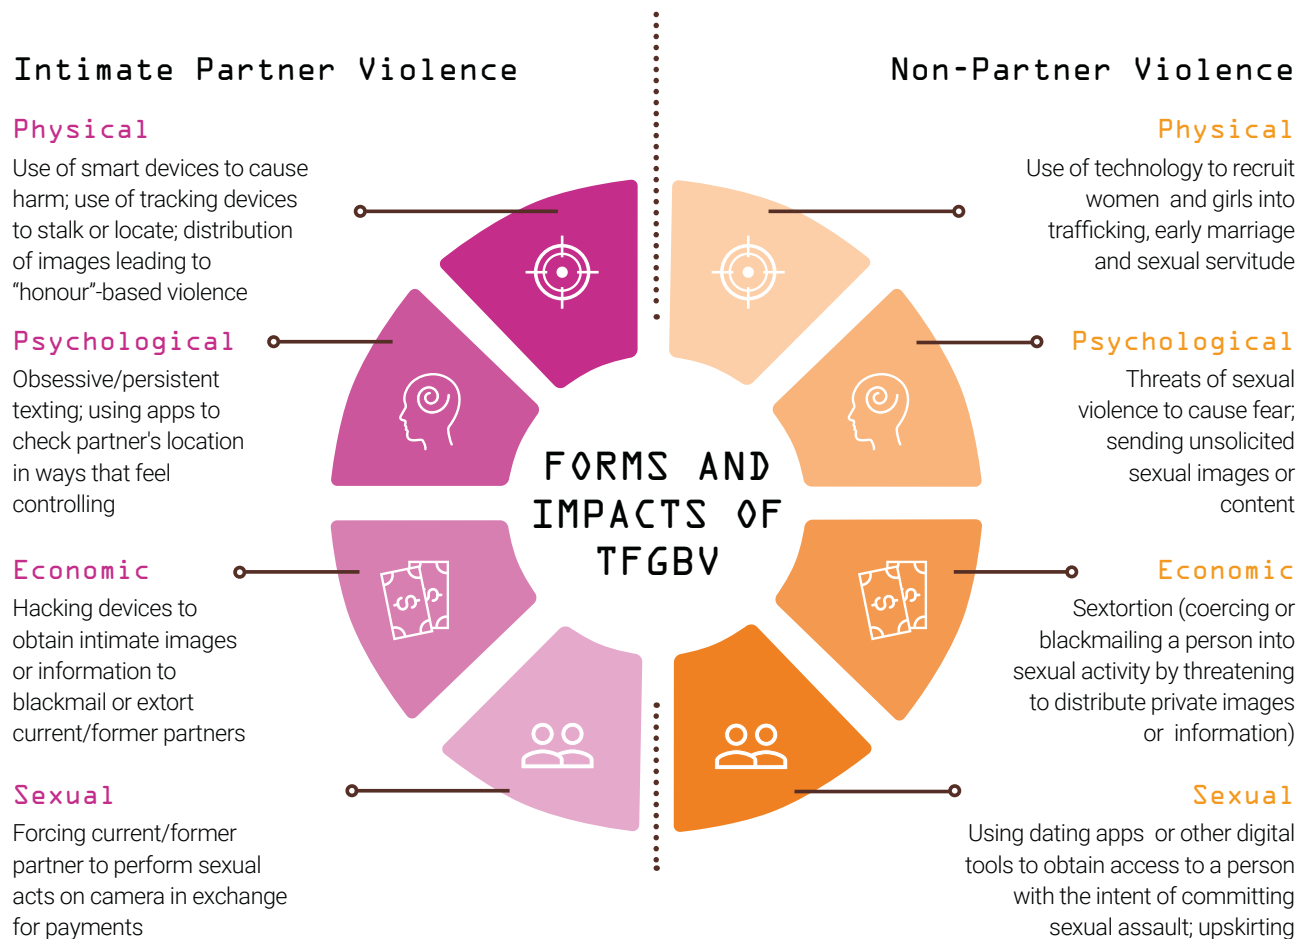 Intimate Partner Violence
Physical
Use of smart devices to cause
harm; use of tracking devices
to stalk or locate; distribution
of images leading to
“honour”-based violence
Psychological
Obsessive/persistent
texting; using apps to
check partner's location
in ways that feel
controlling
Economic
Hacking devices to
obtain intimate images
or information to
blackmail or extort
current/former partners
Sexual
Forcing current/former
partner to perform sexual
acts on camera in exchange
for payments
FORMS AND
IMPACTS OF
TFGBV
$ $
$ $
Non-Partner Violence
Physical
Use of technology to recruit
women and girls into
trafficking, early marriage
and sexual servitude
Psychological
Threats of sexual
violence to cause fear;
sending unsolicited
sexual images or
content
Economic
Sextortion (coercing or
blackmailing a person into
sexual activity by threatening
to distribute private images
or information)
Sexual
Using dating apps or other digital
tools to obtain access to a person
with the intent of committing
sexual assault; upskirting